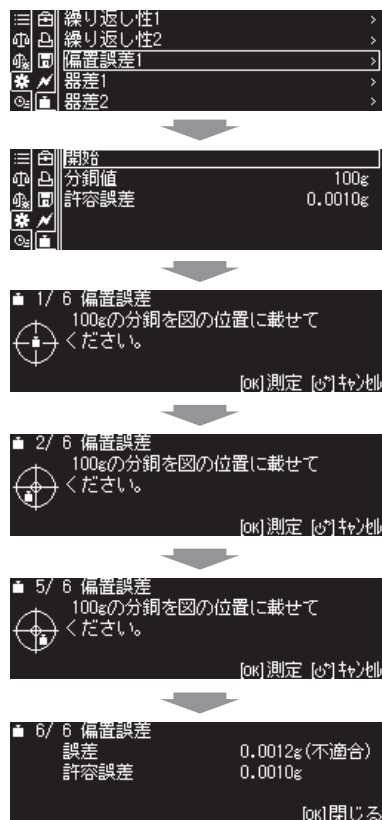 繰り返し性1 >
繰り返し性2 >
偏置誤差1 >
器差1 >
器差2 >
開始
分銅値 100g
許容誤差 0.0010g
1/ 6 偏置誤差
100gの分銅を図の位置に載せて
ください。
[OK]測定 [⏻]キャンセル
2/ 6 偏置誤差
100gの分銅を図の位置に載せて
ください。
[OK]測定 [⏻]キャンセル
5/ 6 偏置誤差
100gの分銅を図の位置に載せて
ください。
[OK]測定 [⏻]キャンセル
6/ 6 偏置誤差
誤差 0.0012g(不適合)
許容誤差 0.0010g
[OK]閉じる